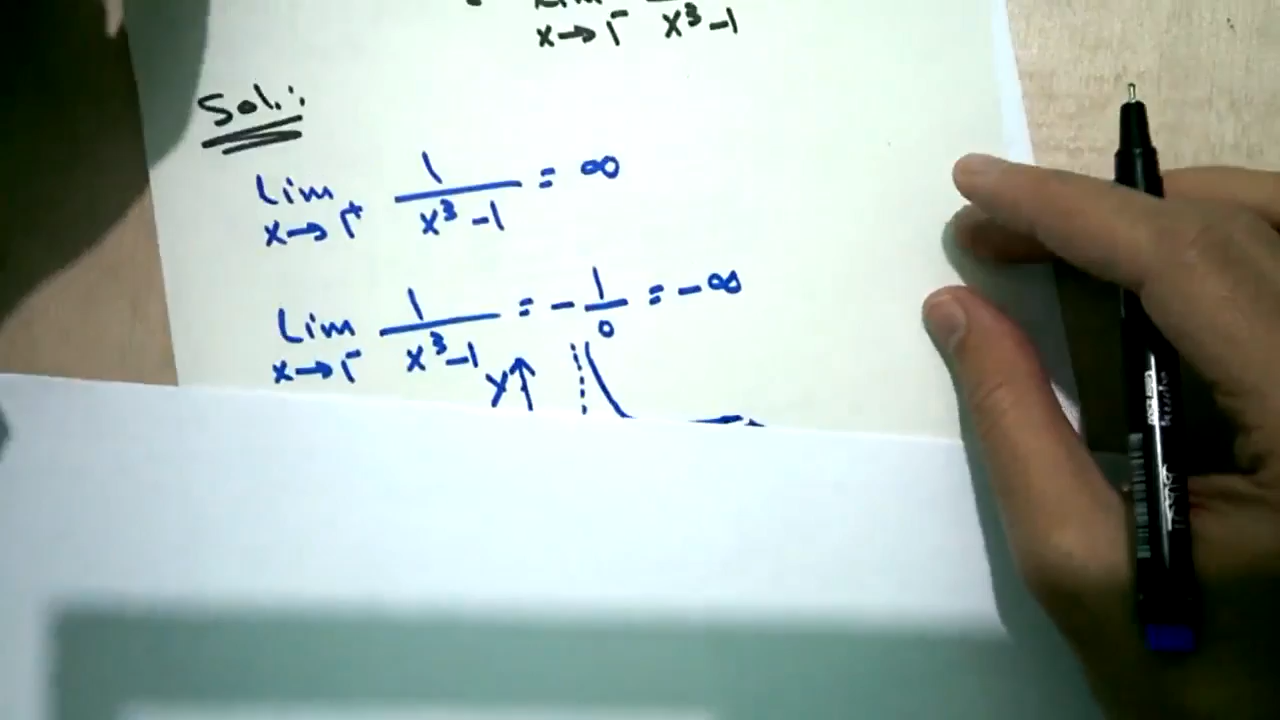 x→1⁻ x³-1
Sol.:
lim x→1⁺ 1/(x³-1) = ∞
lim x→1⁻ 1/(x³-1) = -1/0 = -∞
y